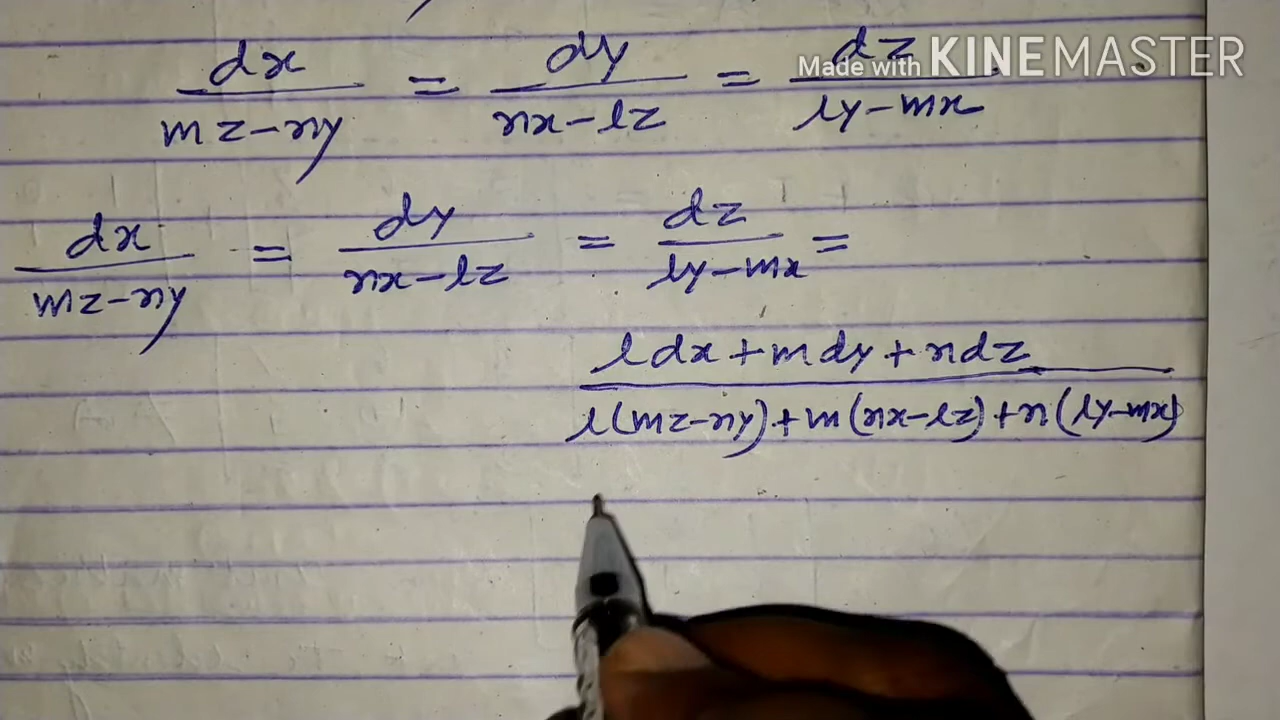 dx/(mz-ny) = dy/(nx-lz) = dz/(ly-mx)
Made with KINEMASTER
dx/(mz-ny) = dy/(nx-lz) = dz/(ly-mx) =
(ldx+mdy+ndz)/(l(mz-ny)+m(nx-lz)+n(ly-mx))